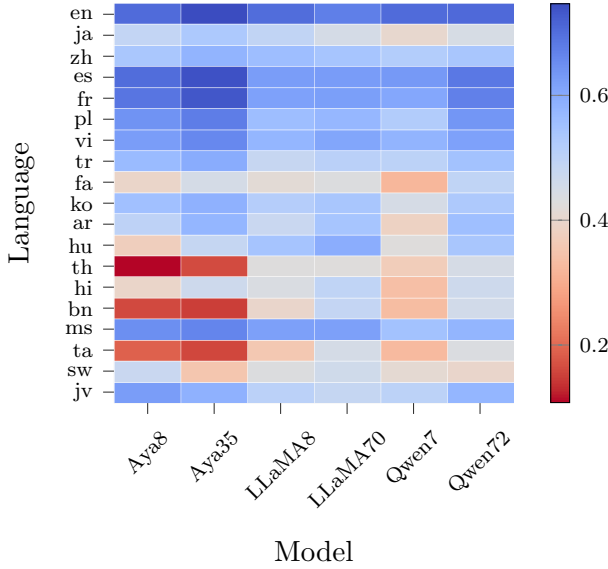 en
ja
zh
es
fr
pl
vi
tr
fa
ko
ar
hu
th
hi
bn
ms
ta
sw
jv
Language
0.6
0.4
0.2
Aya8
Aya35
LLaMA8
LLaMA70
Qwen7
Qwen72
Model